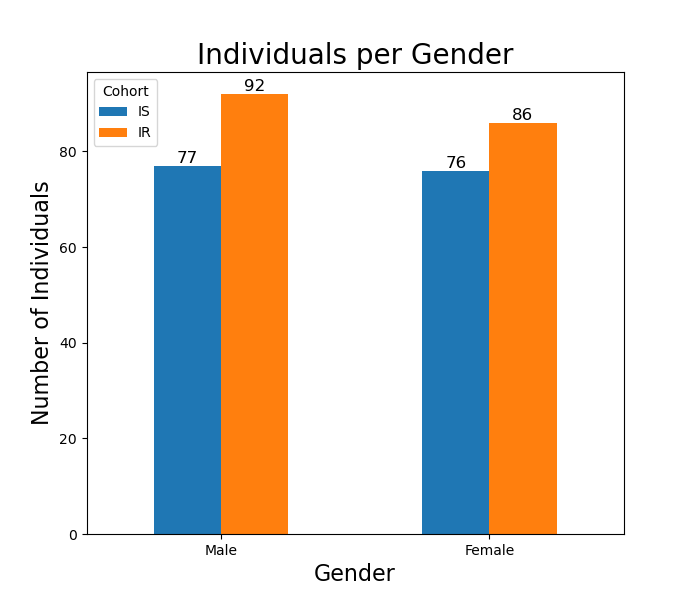 Individuals per Gender
Cohort
IS
IR
92
86
77
76
80
60
40
20
0
Number of Individuals
Male Female
Gender